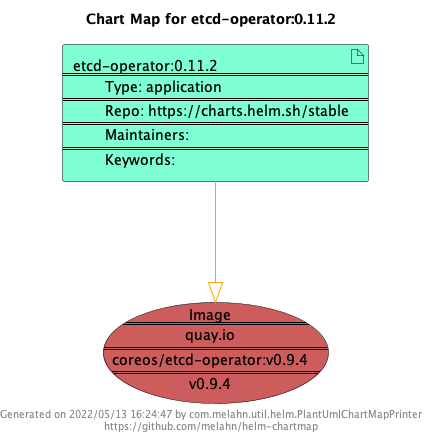 Chart Map for etcd-operator:0.11.2
etcd-operator:0.11.2
Type: application
Repo: https://charts.helm.sh/stable
Maintainers:
Keywords:
Image
quay.io
coreos/etcd-operator:v0.9.4
v0.9.4
Generated on 2022/05/13 16:24:47 by com.melahn.util.helm.PlantUmlChartMapPrinter
https://github.com/melahn/helm-chartmap